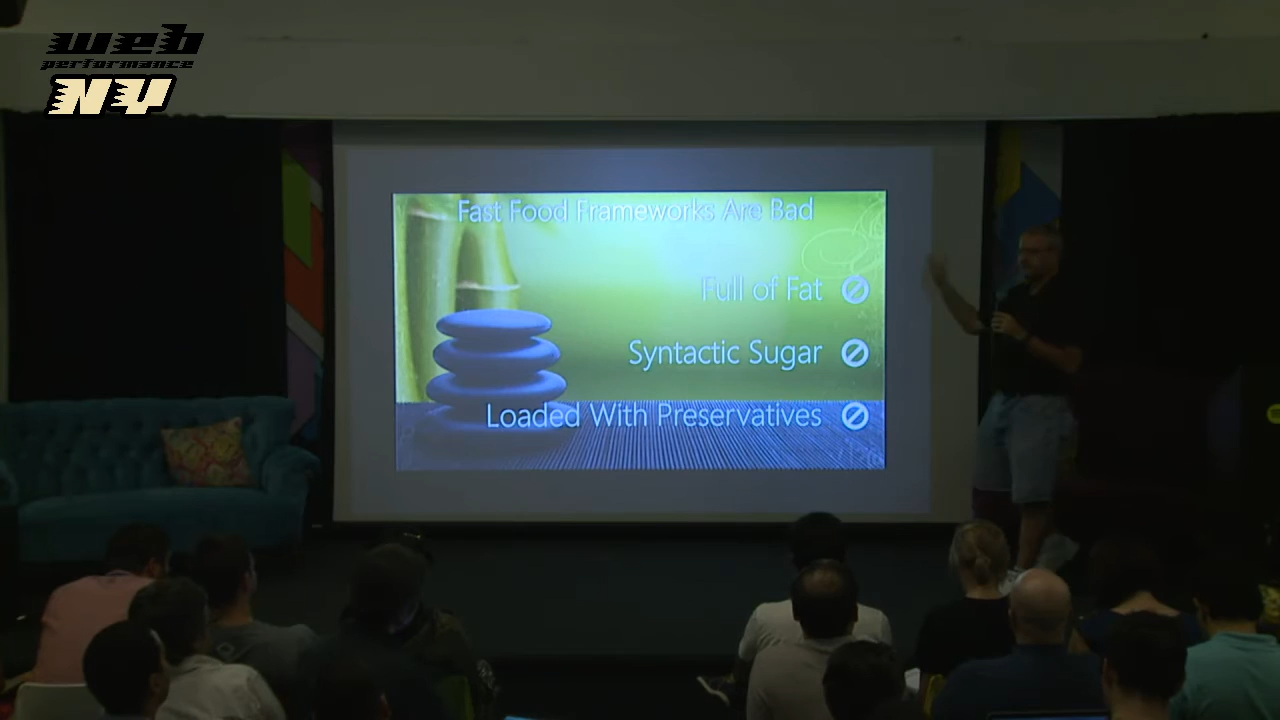 web
performance
NY
Fast Food Frameworks Are Bad
Full of Fat
Syntactic Sugar
Loaded With Preservatives